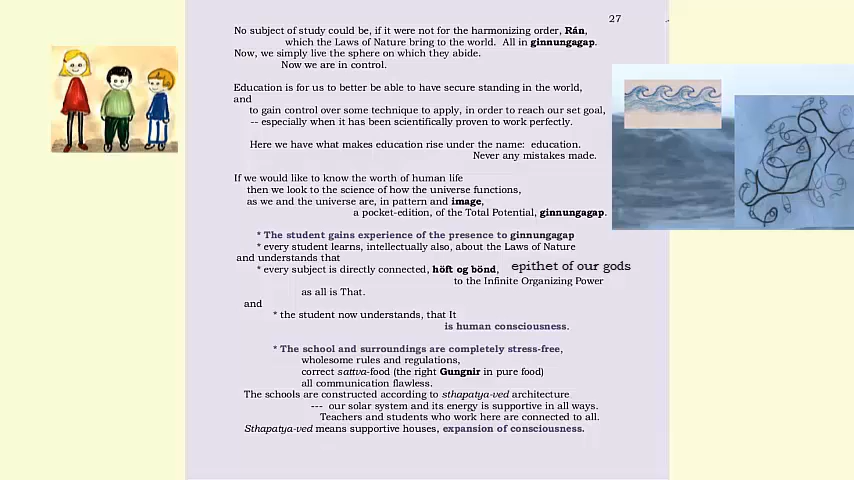 27
No subject of study could be, if it were not for the harmonizing order, Rán,
which the Laws of Nature bring to the world. All in ginnungagap.
Now, we simply live the sphere on which they abide.
Now we are in control.
Education is for us to better be able to have secure standing in the world,
and
to gain control over some technique to apply, in order to reach our set goal,
-- especially when it has been scientifically proven to work perfectly.
Here we have what makes education rise under the name: education.
Never any mistakes made.
If we would like to know the worth of human life
then we look to the science of how the universe functions,
as we and the universe are, in pattern and image,
a pocket-edition, of the Total Potential, ginnungagap.
* The student gains experience of the presence to ginnungagap
* every student learns, intellectually also, about the Laws of Nature
and understands that
* every subject is directly connected, höft og bönd, epithet of our gods
to the Infinite Organizing Power
as all is That.
and
* the student now understands, that It
is human consciousness.
* The school and surroundings are completely stress-free,
wholesome rules and regulations,
correct sattva-food (the right Gungnir in pure food)
all communication flawless.
The schools are constructed according to sthapatya-ved architecture
--- our solar system and its energy is supportive in all ways.
Teachers and students who work here are connected to all.
Sthapatya-ved means supportive houses, expansion of consciousness.